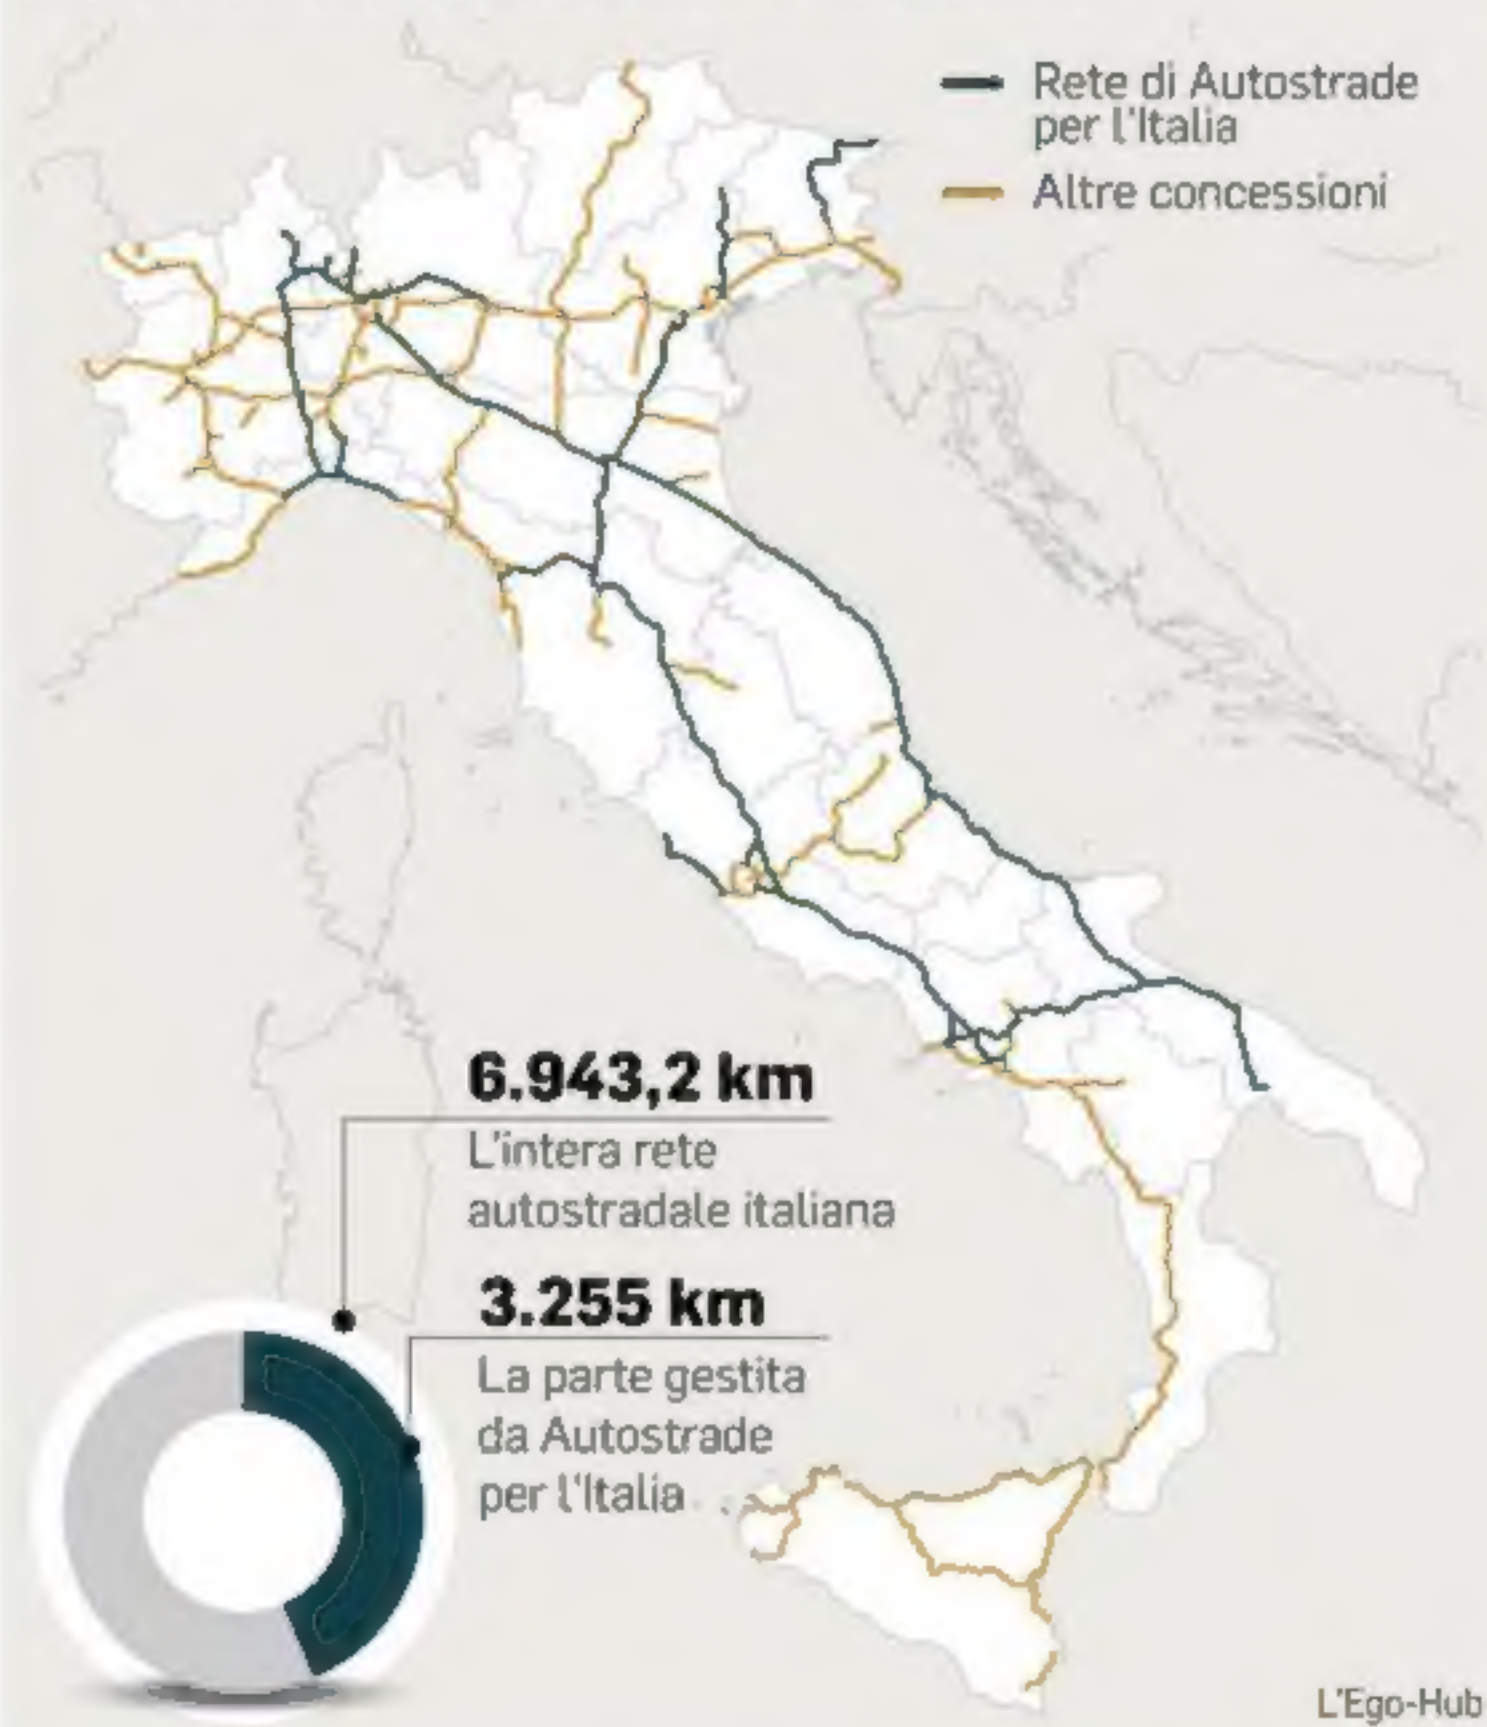 Rete di Autostrade
per l'Italia
Altre concessioni
6.943,2 km
L'intera rete
autostradale italiana
3.255 km
La parte gestita
da Autostrade
per l'Italia
L'Ego-Hub